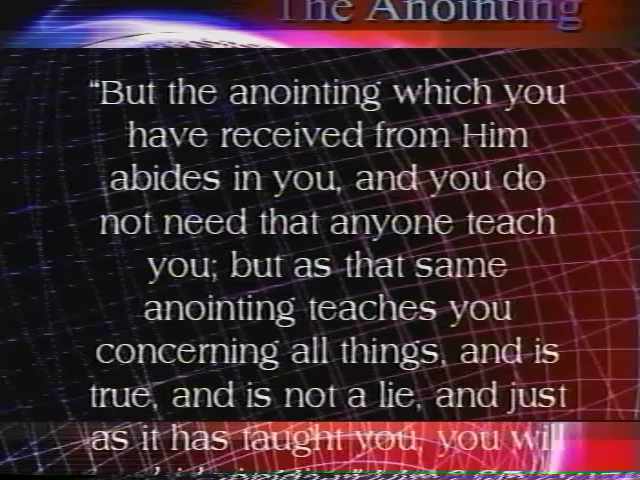 The Anointing
“But the anointing which you
have received from Him
abides in you, and you do
not need that anyone teach
you; but as that same
anointing teaches you
concerning all things, and is
true, and is not a lie, and just
as it has taught you, you will